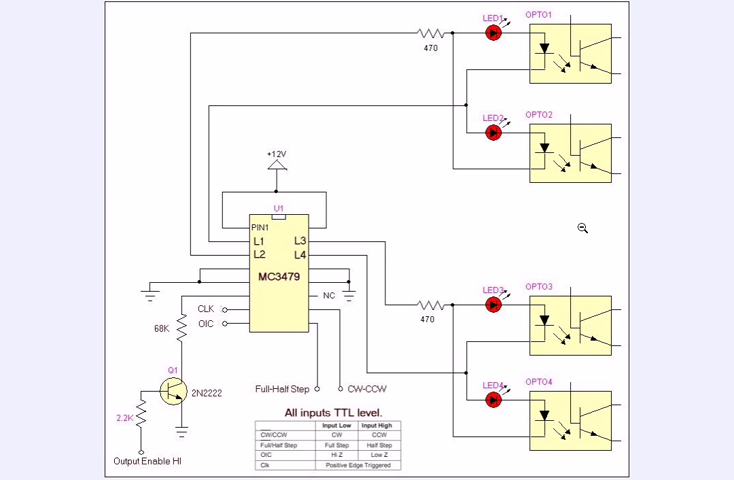 LED1
OPTO1
470
LED2
OPTO2
+12V
U1
PIN1
L1
L3
L2
L4
MC3479
NC
CLK
OIC
68K
LED3
OPTO3
470
Q1
2N2222
Full-Half Step
CW-CCW
LED4
OPTO4
2.2K
Output Enable HI
All inputs TTL level.
Input Low Input High
CW/CCW CW CCW
Full/Half Step Full Step Half Step
OIC Hi Z Low Z
Clk Positive Edge Triggered